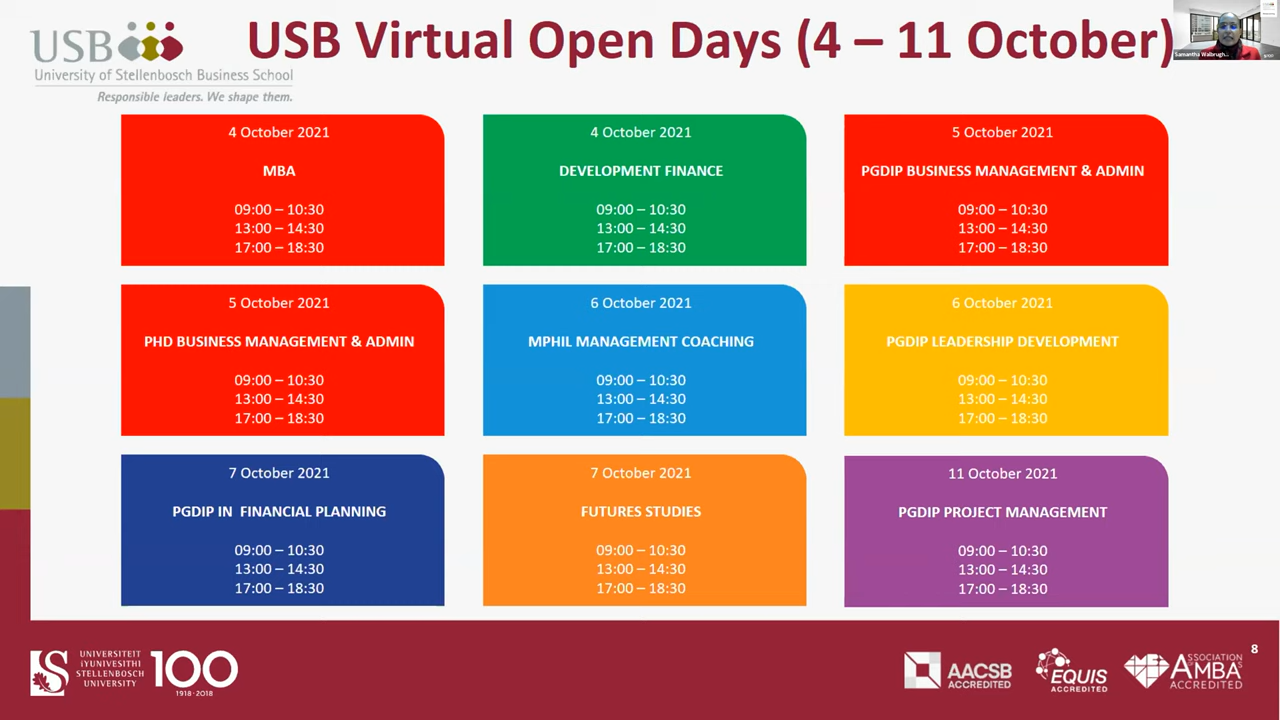 USB
University of Stellenbosch Business School
Responsible leaders. We shape them.
USB Virtual Open Days (4 – 11 October)
4 October 2021
MBA
09:00 – 10:30
13:00 – 14:30
17:00 – 18:30
4 October 2021
DEVELOPMENT FINANCE
09:00 – 10:30
13:00 – 14:30
17:00 – 18:30
5 October 2021
PGDIP BUSINESS MANAGEMENT & ADMIN
09:00 – 10:30
13:00 – 14:30
17:00 – 18:30
5 October 2021
PHD BUSINESS MANAGEMENT & ADMIN
09:00 – 10:30
13:00 – 14:30
17:00 – 18:30
6 October 2021
MPHIL MANAGEMENT COACHING
09:00 – 10:30
13:00 – 14:30
17:00 – 18:30
6 October 2021
PGDIP LEADERSHIP DEVELOPMENT
09:00 – 10:30
13:00 – 14:30
17:00 – 18:30
7 October 2021
PGDIP IN FINANCIAL PLANNING
09:00 – 10:30
13:00 – 14:30
17:00 – 18:30
7 October 2021
FUTURES STUDIES
09:00 – 10:30
13:00 – 14:30
17:00 – 18:30
11 October 2021
PGDIP PROJECT MANAGEMENT
09:00 – 10:30
13:00 – 14:30
17:00 – 18:30
UNIVERSITEIT
iYUNIVESITHI
STELLENBOSCH
UNIVERSITY
100
1918·2018
AACSB
ACCREDITED
EQUIS
ACCREDITED
ASSOCIATION
OF MBAs
AMBA
ACCREDITED
8